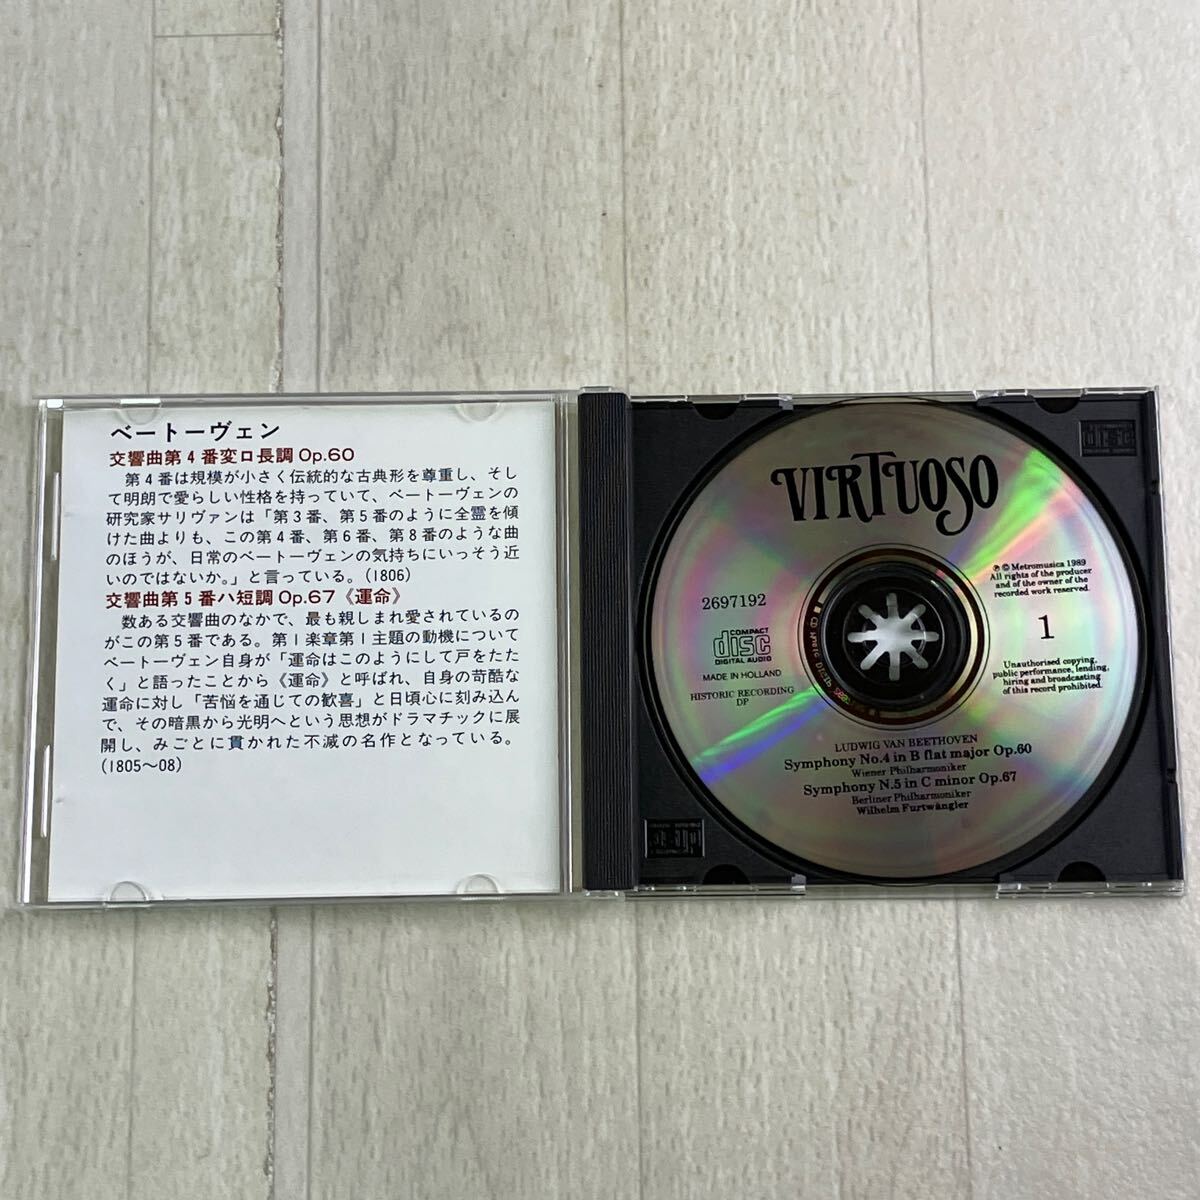 ベートーヴェン
交響曲第4番変ロ長調Op.60
第4番は規模が小さく伝統的な古典形を尊重し、そし
て明朗で愛らしい性格を持っていて、ベートーヴェンの
研究家サリヴァンは「第3番、第5番のように全霊を傾
けた曲よりも、この第4番、第6番、第8番のような曲
のほうが、日常のベートーヴェンの気持ちにいっそう近
いのではないか。」と言っている。(1806)
交響曲第5番ハ短調Op.67《運命》
数ある交響曲のなかで、最も親しまれ愛されているの
がこの第5番である。第1楽章第1主題の動機について
ベートーヴェン自身が「運命はこのようにして戸をたた
く」と語ったことから《運命》と呼ばれ、自身の苛酷な
運命に対し「苦悩を通じての歓喜」と日頃心に刻み込ん
で、その暗黒から光明へという思想がドラマチックに展
開し、みごとに貫かれた不滅の名作となっている。
(1805〜08)
VIRTUOSO
℗ © Metromusica 1989
All rights of the producer
and of the owner of the
recorded work reserved.
2697192
1
COMPACT
disc
DIGITAL AUDIO
MADE IN HOLLAND
HISTORIC RECORDING
DP
Unauthorised copying,
public performance, lending,
hiring and broadcasting
of this record prohibited.
LUDWIG VAN BEETHOVEN
Symphony No.4 in B flat major Op.60
Wiener Philharmoniker
Symphony N.5 in C minor Op.67
Berliner Philharmoniker
Wilhelm Furtwängler